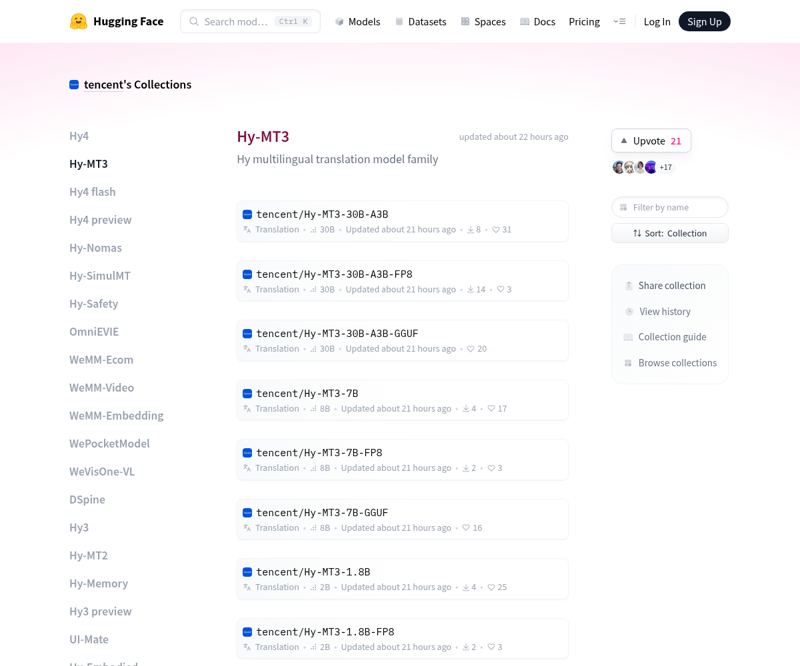 Hugging Face
Search mod… Ctrl K
Models
Datasets
Spaces
Docs
Pricing
Log In
Sign Up
tencent's Collections
Hy4
Hy-MT3
Hy4 flash
Hy4 preview
Hy-Nomas
Hy-SimulMT
Hy-Safety
OmniEVIE
WeMM-Ecom
WeMM-Video
WeMM-Embedding
WePocketModel
WeVisOne-VL
DSpine
Hy3
Hy-MT2
Hy-Memory
Hy3 preview
UI-Mate
Hy-MT3
updated about 22 hours ago
Hy multilingual translation model family
tencent/Hy-MT3-30B-A3B
Translation • 30B • Updated about 21 hours ago • 8 • 31
tencent/Hy-MT3-30B-A3B-FP8
Translation • 30B • Updated about 21 hours ago • 14 • 3
tencent/Hy-MT3-30B-A3B-GGUF
Translation • 30B • Updated about 21 hours ago • 20
tencent/Hy-MT3-7B
Translation • 8B • Updated about 21 hours ago • 4 • 17
tencent/Hy-MT3-7B-FP8
Translation • 8B • Updated about 21 hours ago • 2 • 3
tencent/Hy-MT3-7B-GGUF
Translation • 8B • Updated about 21 hours ago • 16
tencent/Hy-MT3-1.8B
Translation • 2B • Updated about 21 hours ago • 4 • 25
tencent/Hy-MT3-1.8B-FP8
Translation • 2B • Updated about 21 hours ago • 2 • 3
Upvote 21
+17
Filter by name
Sort: Collection
Share collection
View history
Collection guide
Browse collections